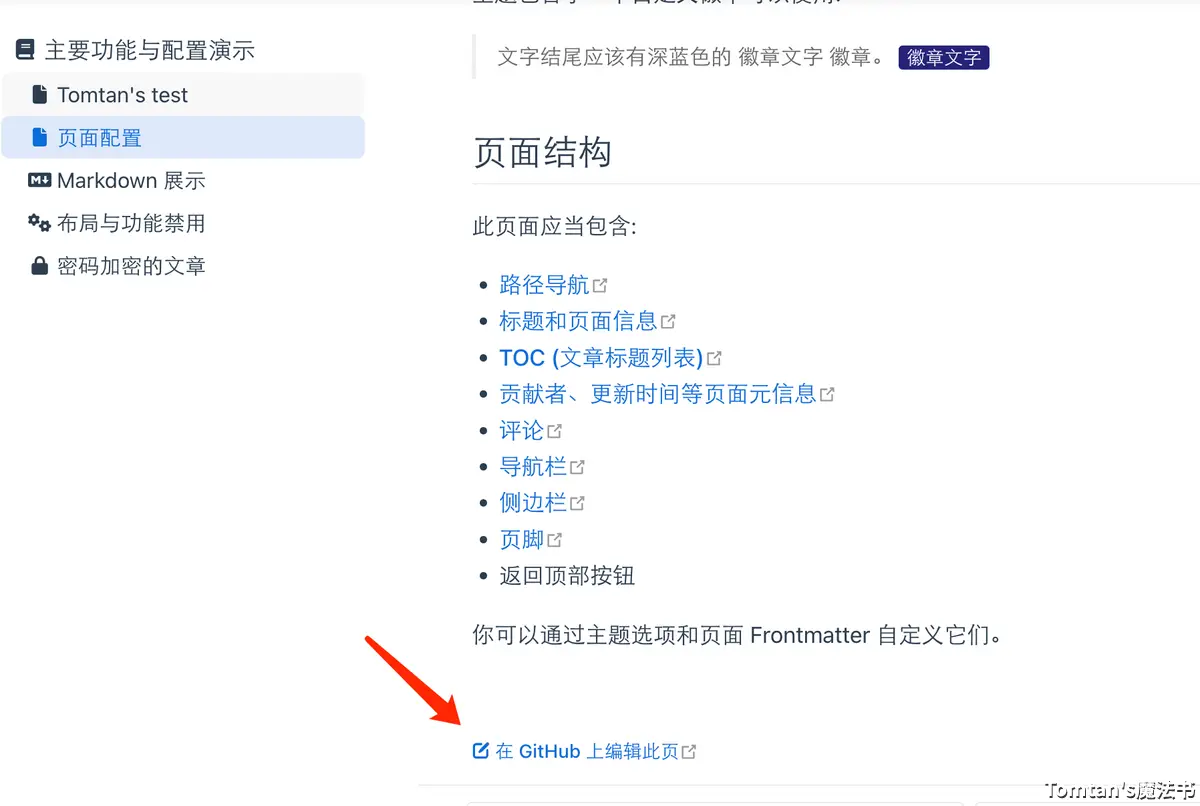 主要功能与配置演示
Tomtan's test
页面配置
Markdown 展示
布局与功能禁用
密码加密的文章
文字结尾应该有深蓝色的 徽章文字 徽章。 徽章文字
页面结构
此页面应当包含:
路径导航
标题和页面信息
TOC (文章标题列表)
贡献者、更新时间等页面元信息
评论
导航栏
侧边栏
页脚
返回顶部按钮
你可以通过主题选项和页面 Frontmatter 自定义它们。
在 GitHub 上编辑此页
Tomtan's魔法书